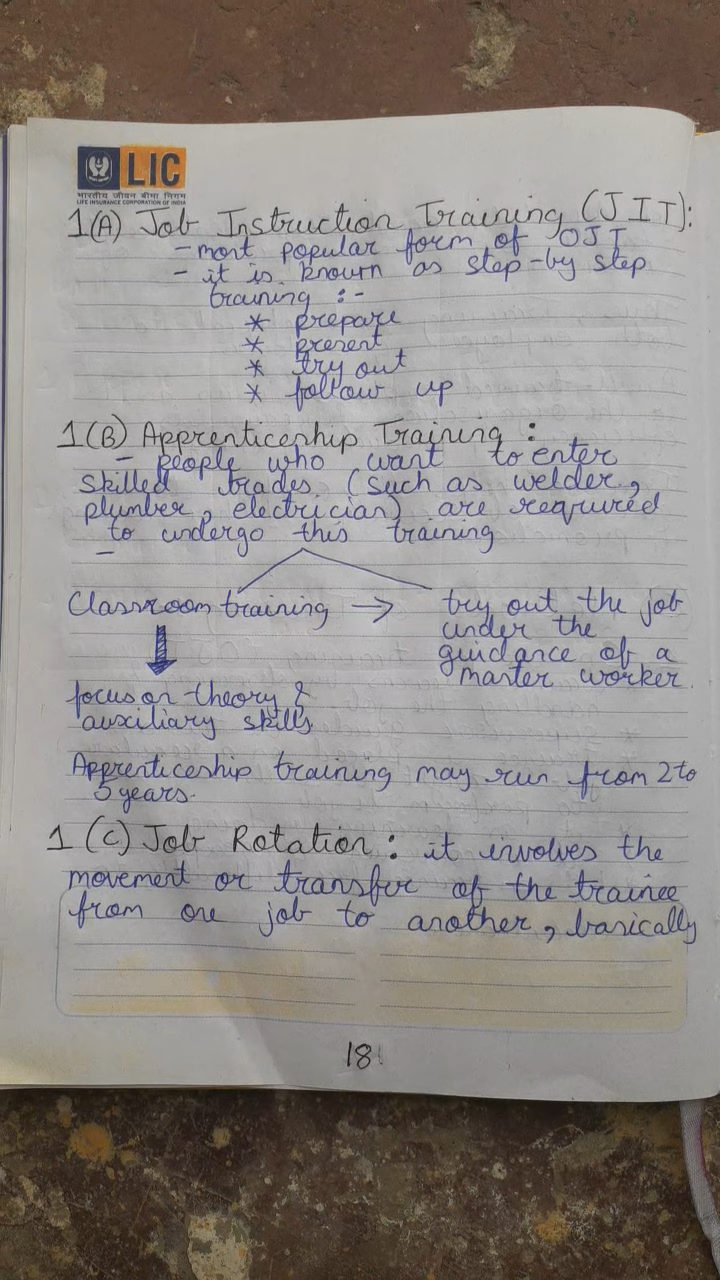 LIC
भारतीय जीवन बीमा निगम
LIFE INSURANCE CORPORATION OF INDIA
1(A) Job Instruction Training (JIT):
- most popular form of OJT
- it is known as step-by step
training :-
* prepare
* present
* try out
* follow up
1(B) Apprenticeship Training :
- people who want to enter
skilled trades (such as welder,
plumber, electrician) are required
to undergo this training
-
Classroom training → try out the job
under the
guidance of a
master worker.
focus on theory &
auxiliary skills
Apprenticeship training may run from 2 to
5 years.
1 (C) Job Rotation : it involves the
movement or transfer of the trainee
from one job to another, basically
18